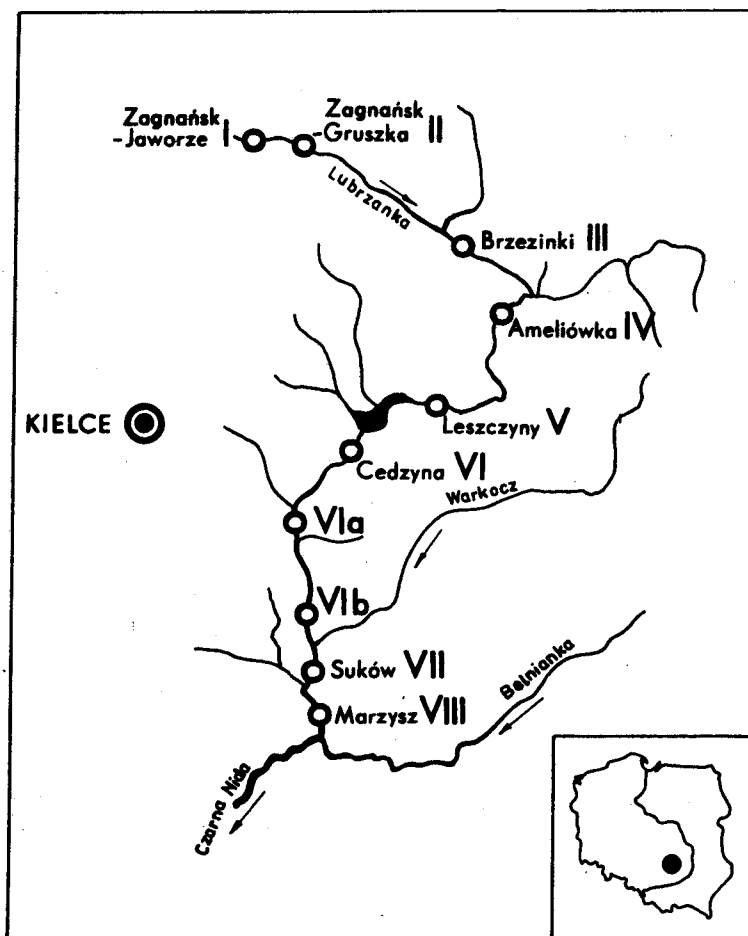 Zagnańsk
-Jaworze I
Zagnańsk
-Gruszka II
Lubrzanka
Brzezinki III
Ameliówka IV
KIELCE
Leszczyny V
Cedzyna VI
Warkocz
VIa
VIb
Suków VII
Belnianka
Marzysz VIII
Czarna Nida